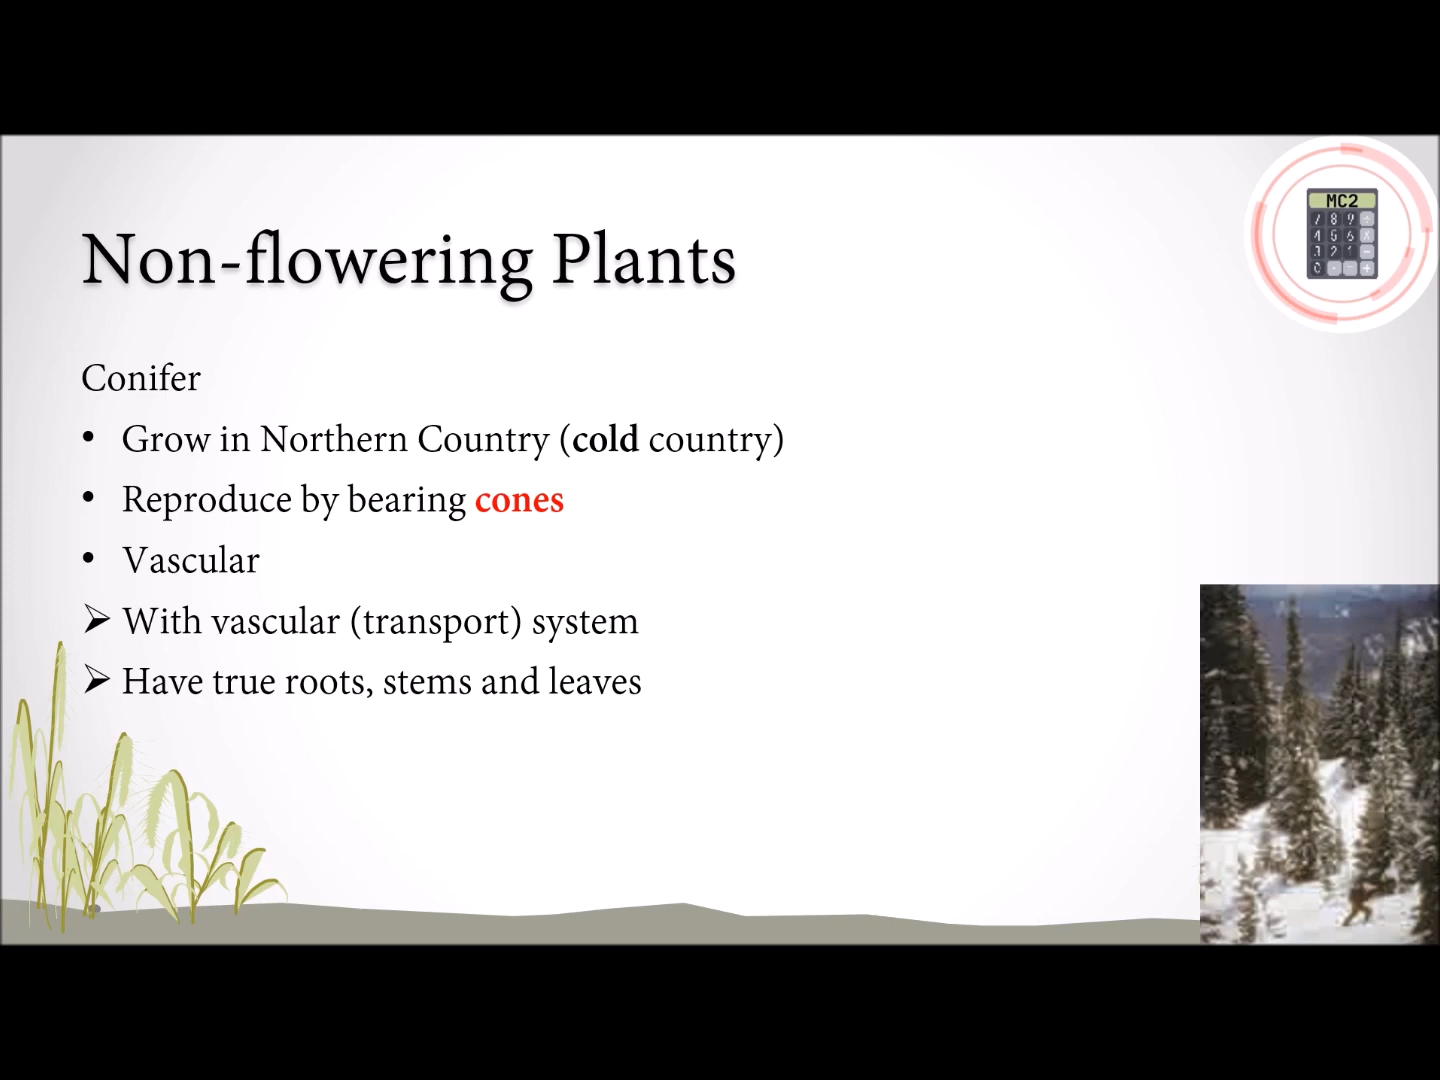 MC2
Non-flowering Plants
Conifer
• Grow in Northern Country (cold country)
• Reproduce by bearing cones
• Vascular
➢ With vascular (transport) system
➢ Have true roots, stems and leaves